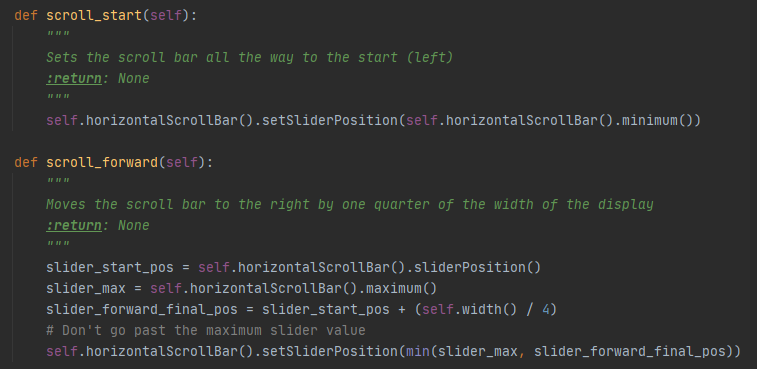 def scroll_start(self):
    """
    Sets the scroll bar all the way to the start (left)
    :return: None
    """
    self.horizontalScrollBar().setSliderPosition(self.horizontalScrollBar().minimum())
def scroll_forward(self):
    """
    Moves the scroll bar to the right by one quarter of the width of the display
    :return: None
    """
    slider_start_pos = self.horizontalScrollBar().sliderPosition()
    slider_max = self.horizontalScrollBar().maximum()
    slider_forward_final_pos = slider_start_pos + (self.width() / 4)
    # Don't go past the maximum slider value
    self.horizontalScrollBar().setSliderPosition(min(slider_max, slider_forward_final_pos))